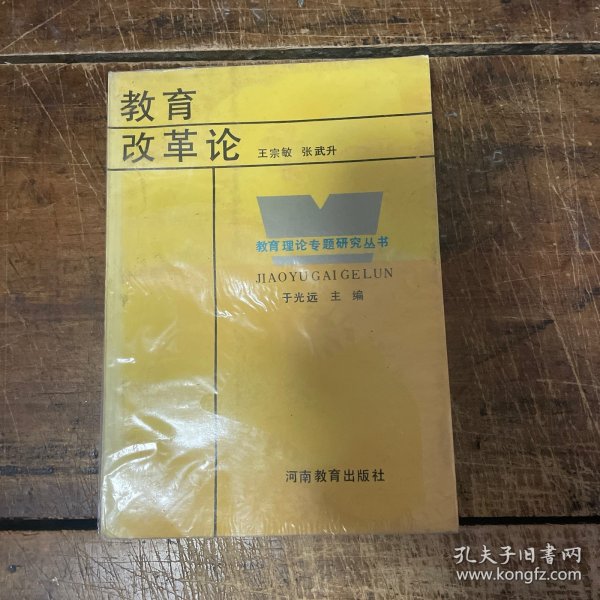 教育
改革论 王宗敏 张武升
教育理论专题研究丛书
JIAOYUGAIGELUN
于光远 主编
河南教育出版社
孔夫子旧书网
www.kongfz.com